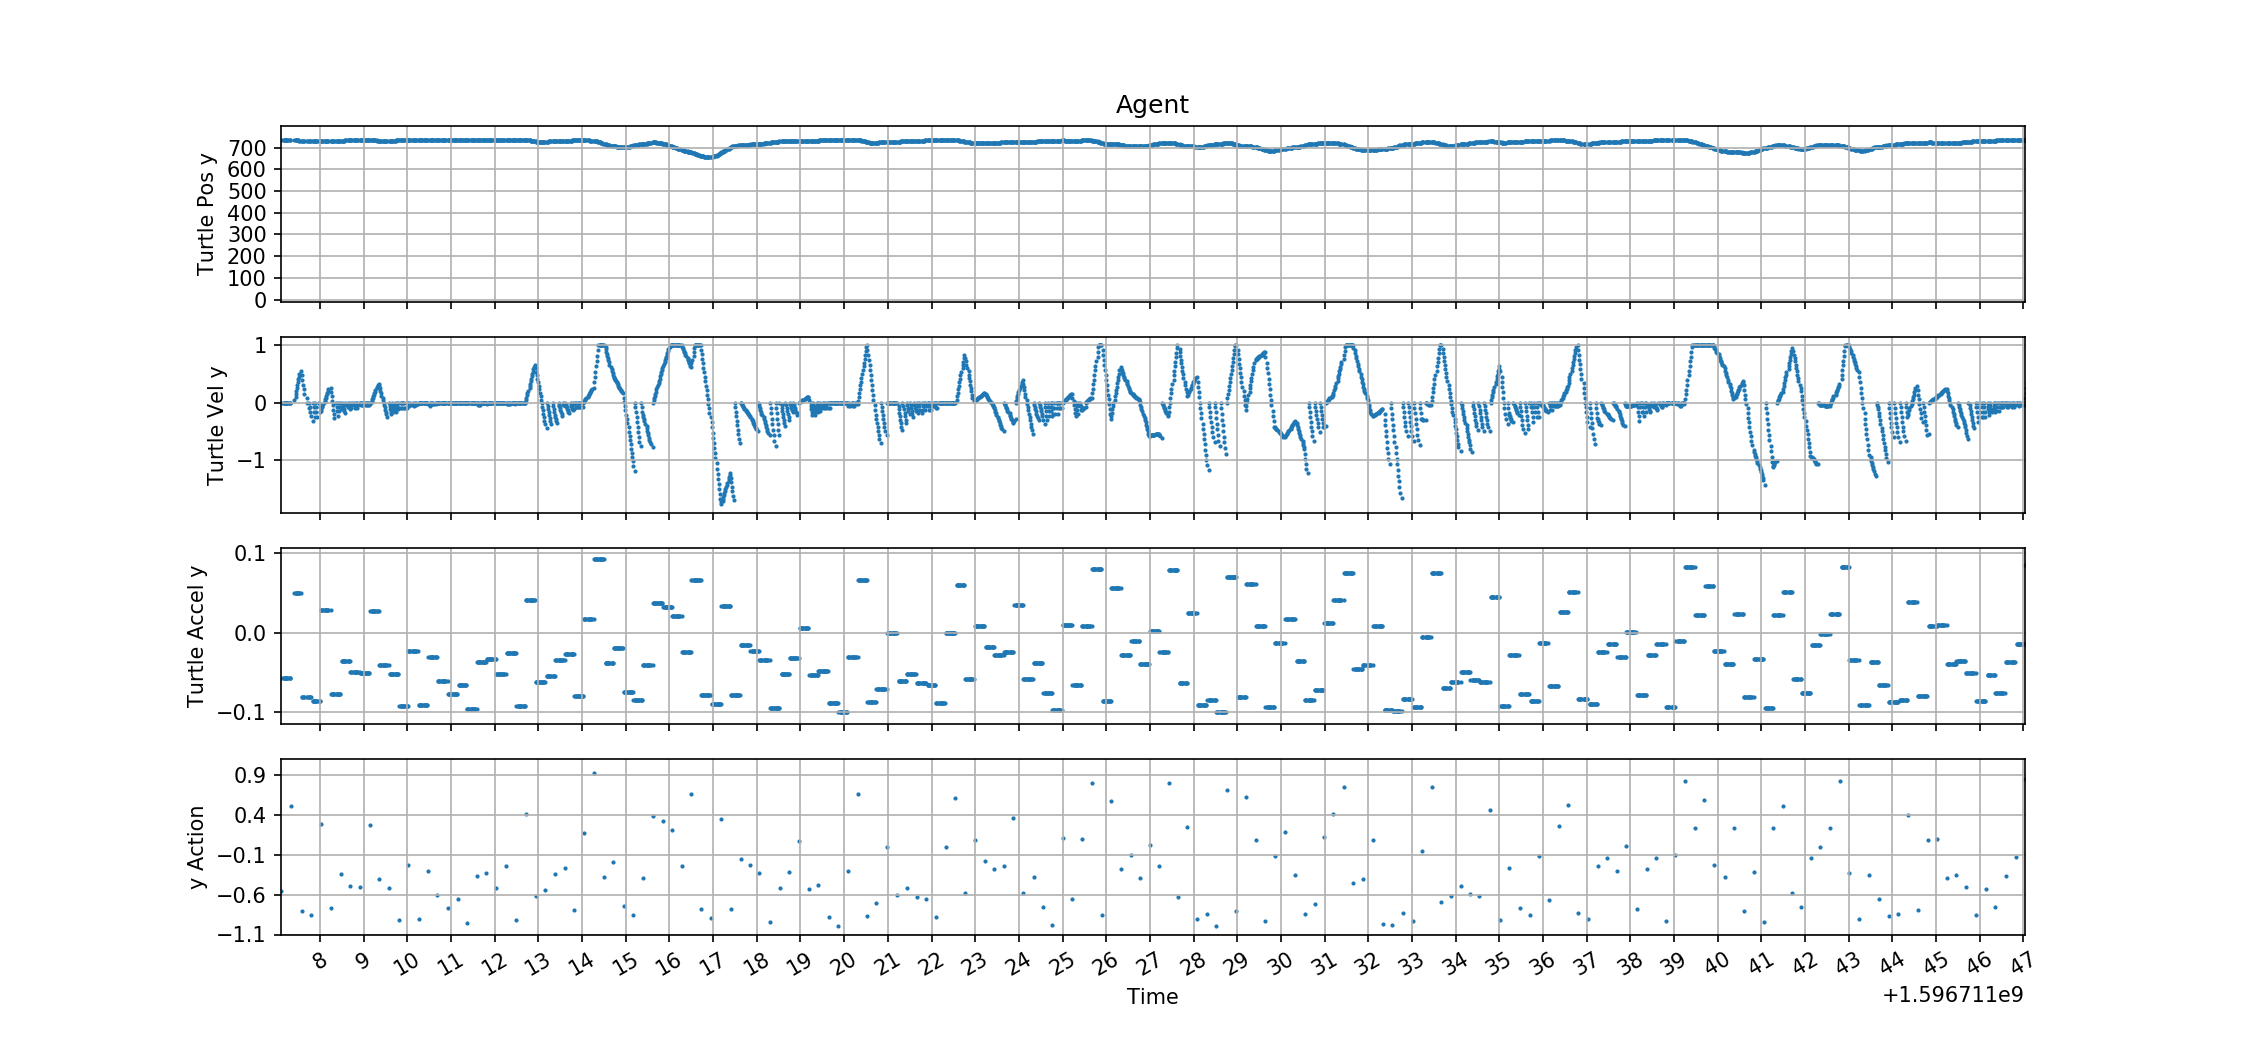 Agent
Turtle Pos y
700
600
500
400
300
200
100
0
Turtle Vel y
1
0
−1
Turtle Accel y
0.1
0.0
−0.1
y Action
0.9
0.4
−0.1
−0.6
−1.1
8 9 10 11 12 13 14 15 16 17 18 19 20 21 22 23 24 25 26 27 28 29 30 31 32 33 34 35 36 37 38 39 40 41 42 43 44 45 46 47
Time
+1.596711e9